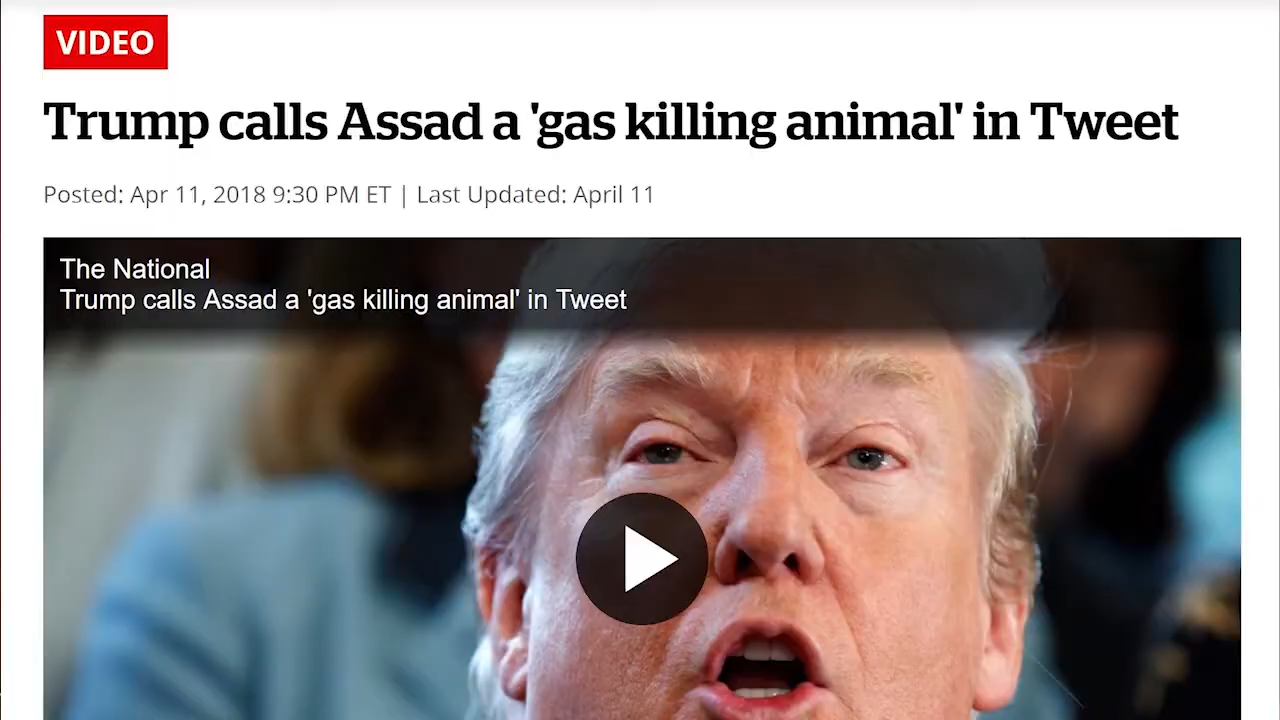 VIDEO
Trump calls Assad a 'gas killing animal' in Tweet
Posted: Apr 11, 2018 9:30 PM ET | Last Updated: April 11
The National
Trump calls Assad a 'gas killing animal' in Tweet